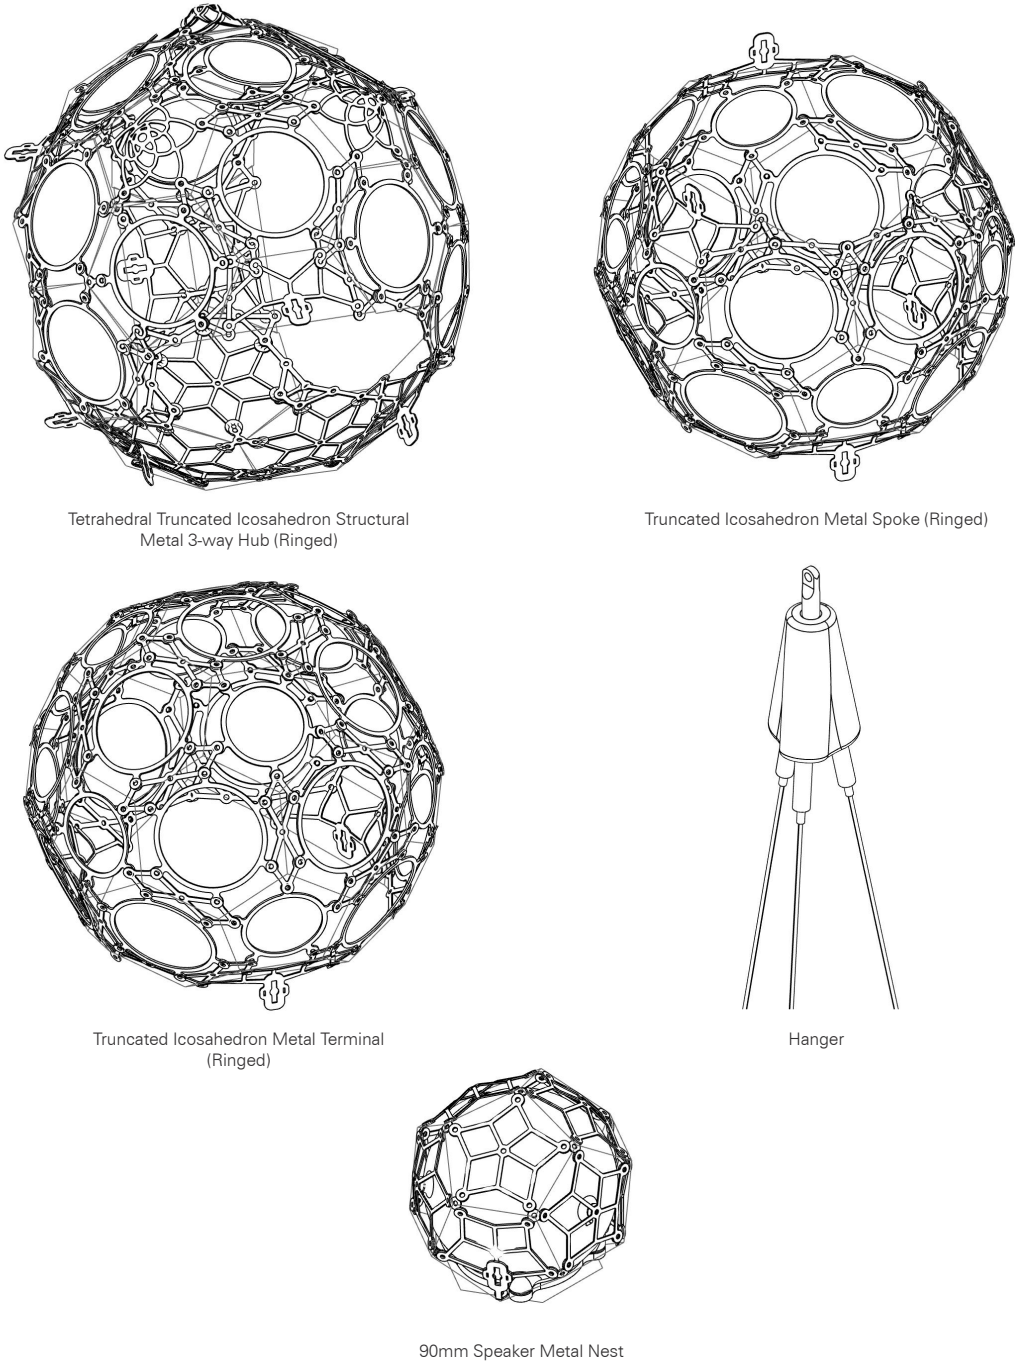 Tetrahedral Truncated Icosahedron Structural
Metal 3-way Hub (Ringed)
Truncated Icosahedron Metal Spoke (Ringed)
Truncated Icosahedron Metal Terminal
(Ringed)
Hanger
90mm Speaker Metal Nest